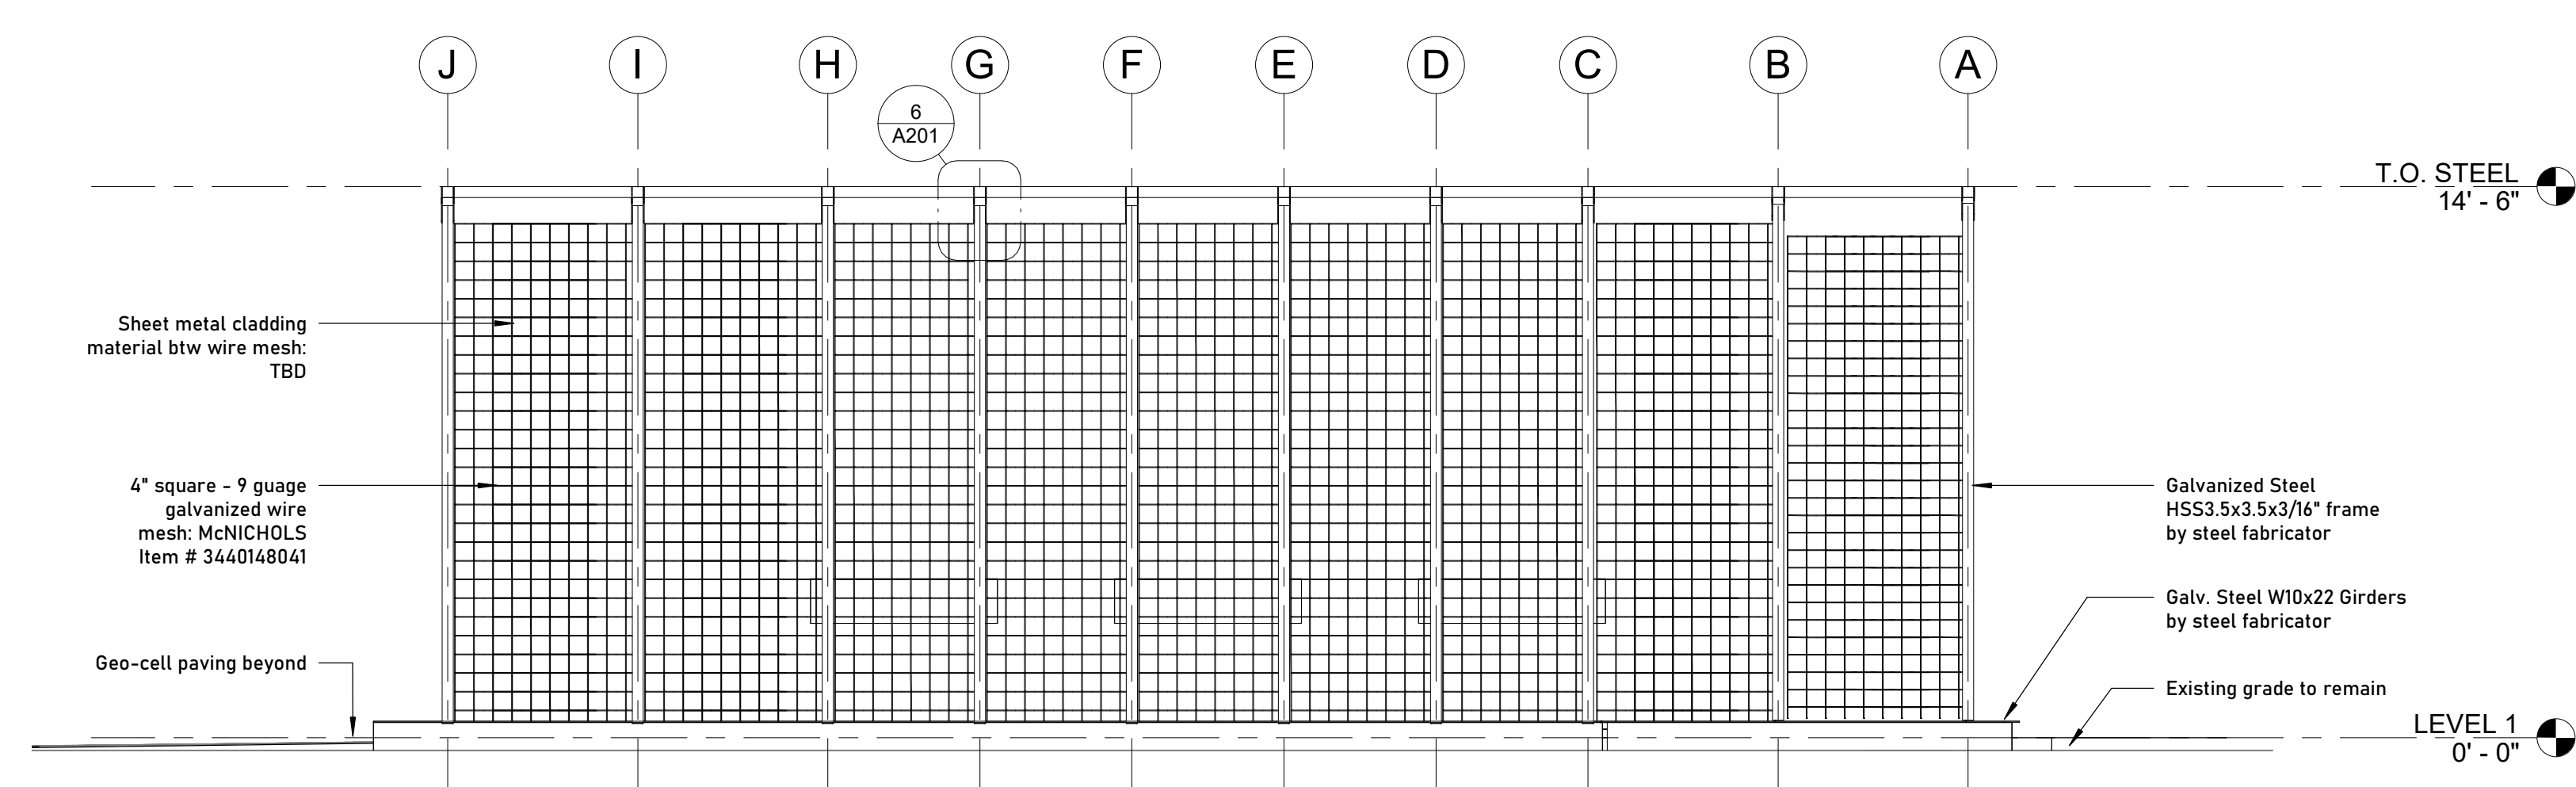 J I H G F E D C B A
6
A201
T.O. STEEL
14' - 6"
Sheet metal cladding
material btw wire mesh:
TBD
4" square - 9 guage
galvanized wire
mesh: McNICHOLS
Item # 3440148041
Geo-cell paving beyond
Galvanized Steel
HSS3.5x3.5x3/16" frame
by steel fabricator
Galv. Steel W10x22 Girders
by steel fabricator
Existing grade to remain
LEVEL 1
0' - 0"